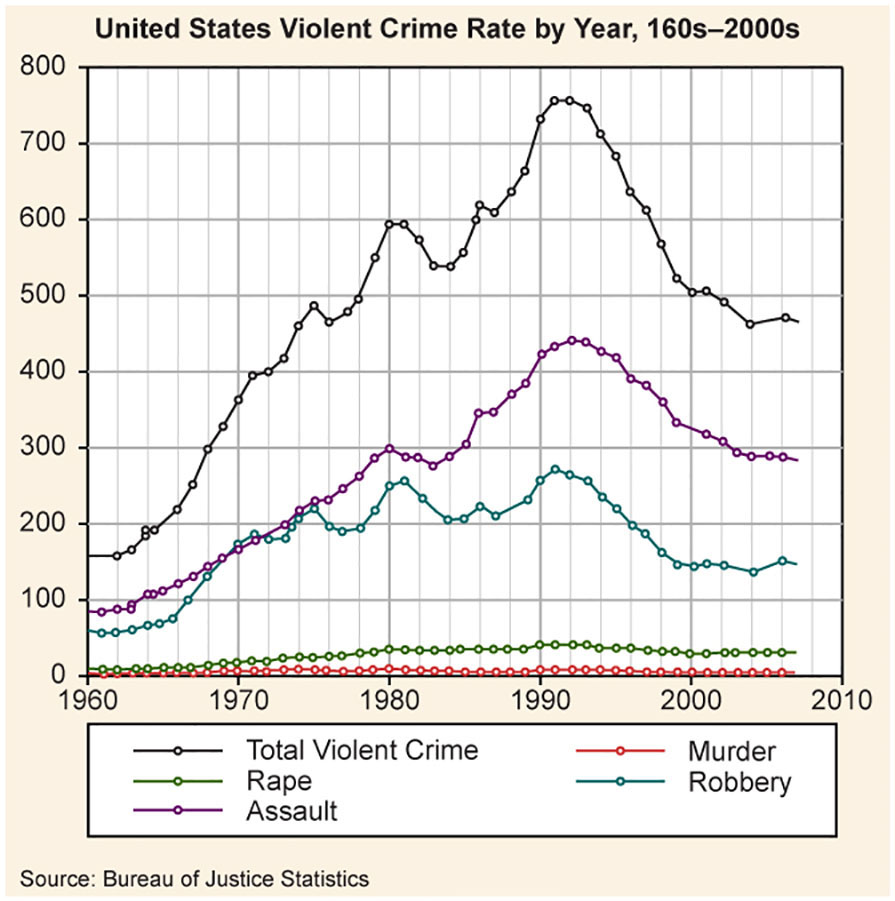 United States Violent Crime Rate by Year, 160s–2000s
800
700
600
500
400
300
200
100
0
1960 1970 1980 1990 2000 2010
Total Violent Crime Murder
Rape Robbery
Assault
Source: Bureau of Justice Statistics